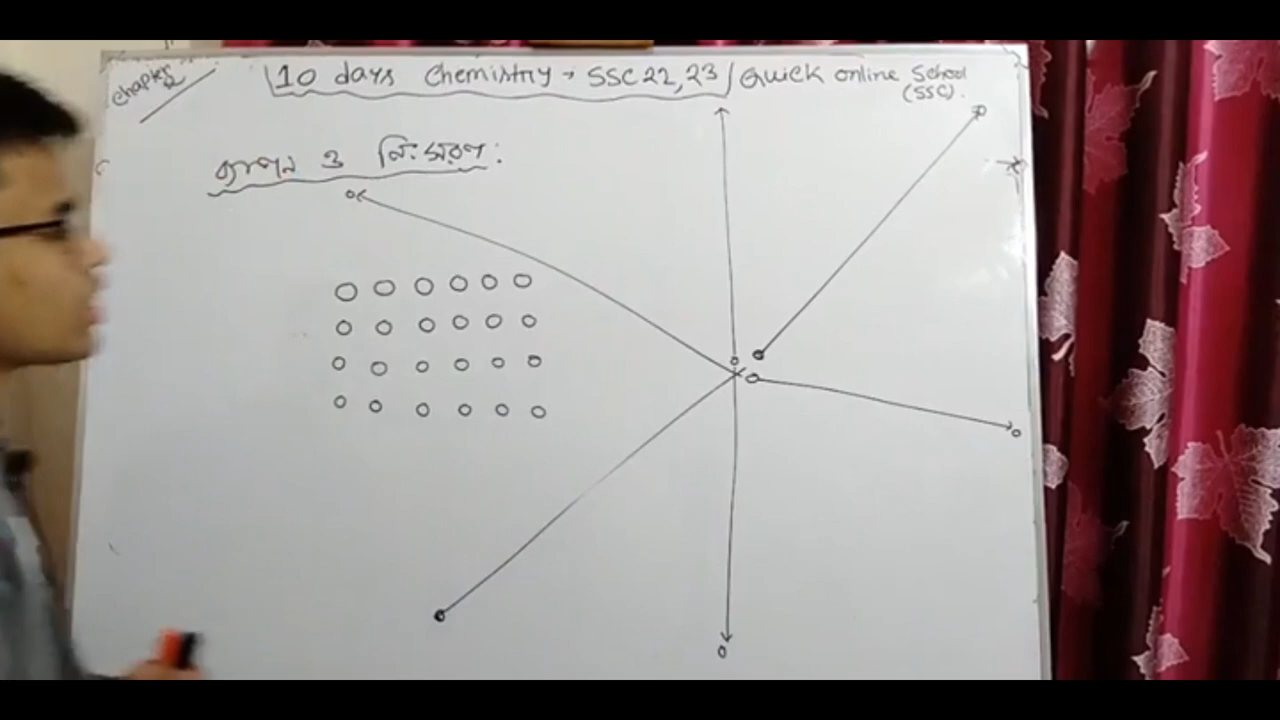 Chapter 2
10 days Chemistry → SSC 22, 23 / Quick Online School
(SSC).
ব্যাপন ও নিঃসরণ: